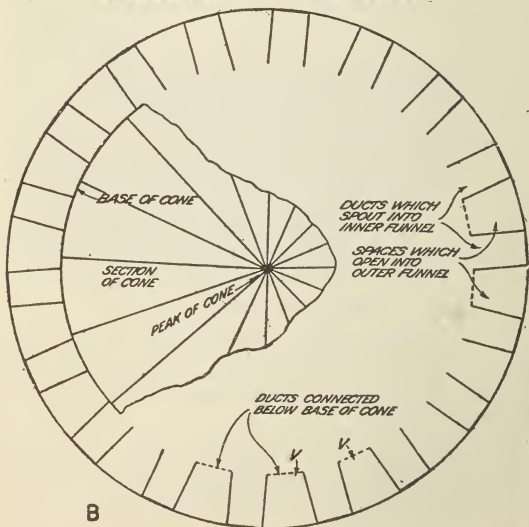 BASE OF CONE
SECTION
OF CONE
PEAK OF CONE
DUCTS WHICH
SPOUT INTO
INNER FUNNEL
SPACES WHICH
OPEN INTO
OUTER FUNNEL
DUCTS CONNECTED
BELOW BASE OF CONE
V
V
B